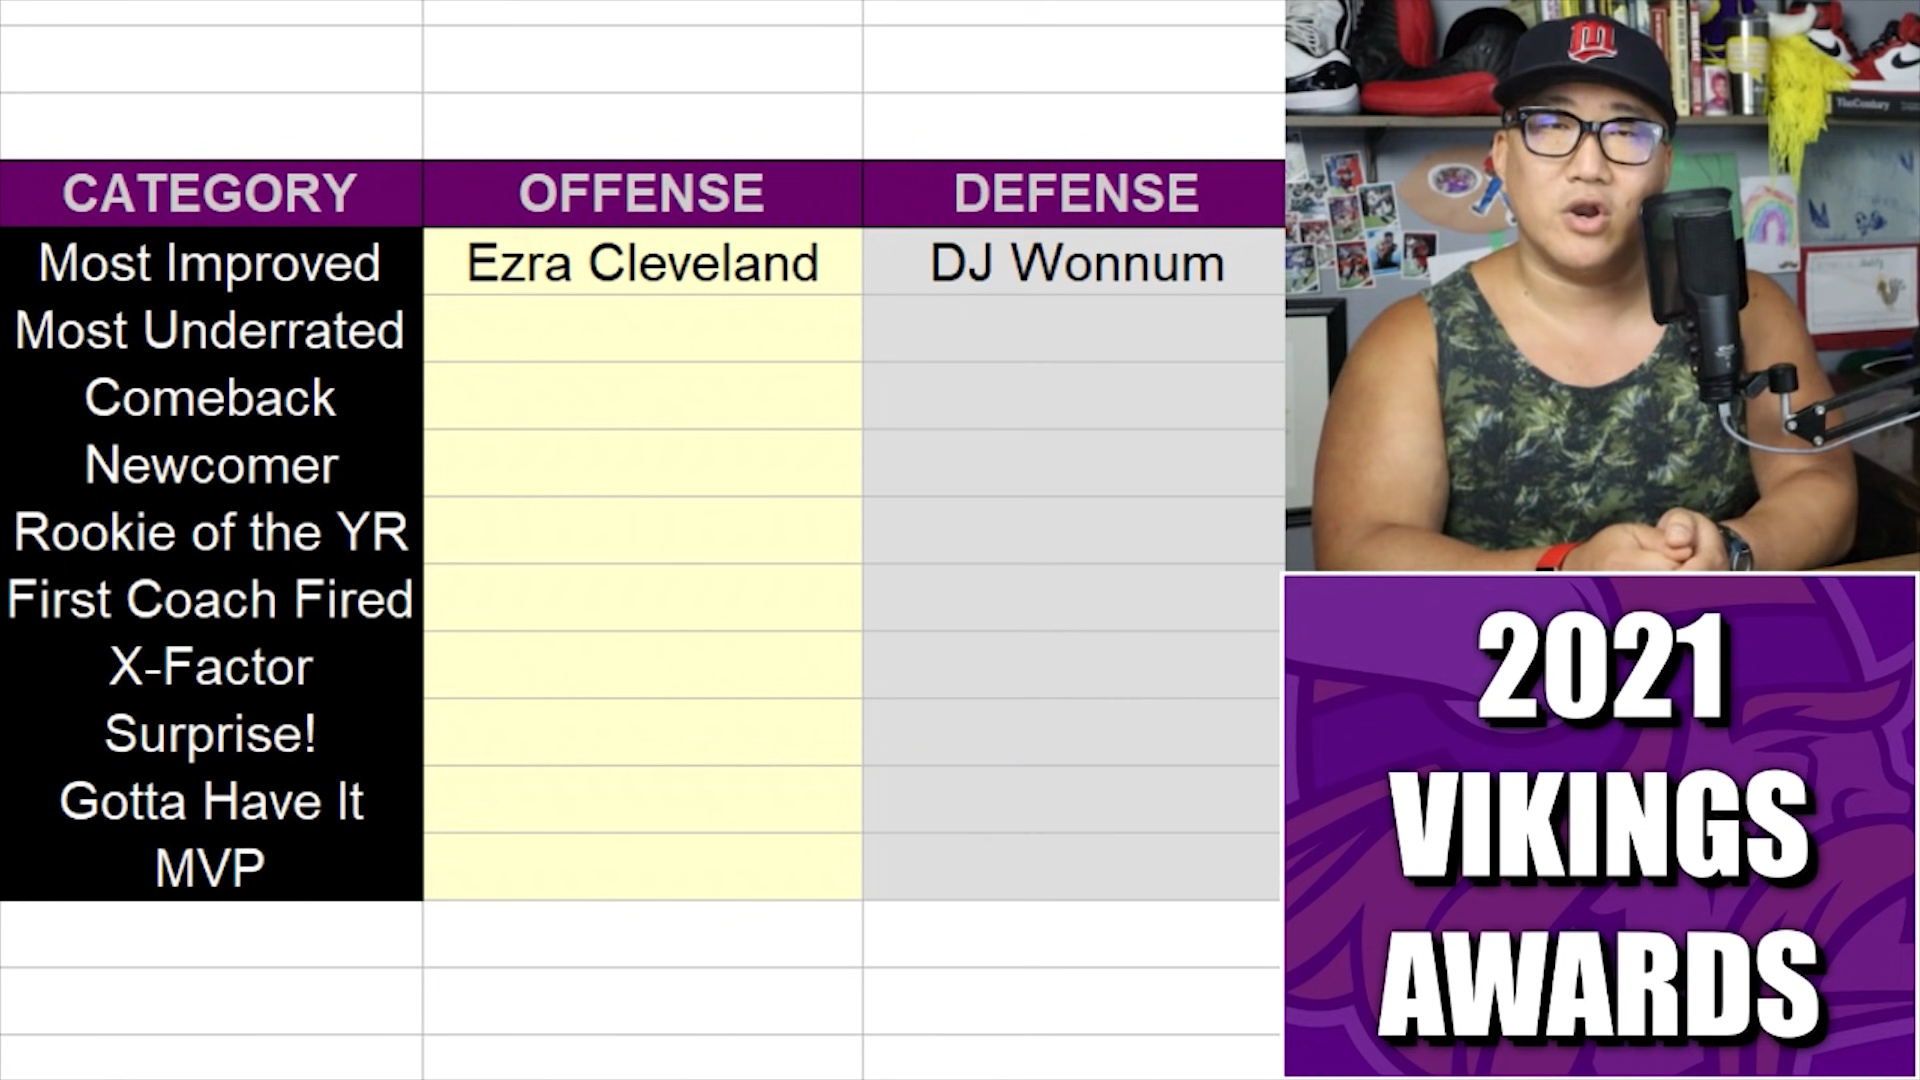 CATEGORY OFFENSE DEFENSE
Most Improved Ezra Cleveland DJ Wonnum
Most Underrated
Comeback
Newcomer
Rookie of the YR
First Coach Fired
X-Factor
Surprise!
Gotta Have It
MVP
TheCentury
2021
VIKINGS
AWARDS